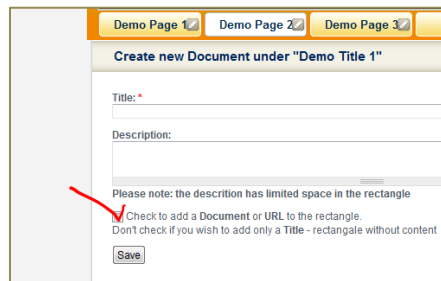 Demo Page 1 Demo Page 2 Demo Page 3
Create new Document under "Demo Title 1"
Title: *
Description:
Please note: the descrition has limited space in the rectangle
Check to add a Document or URL to the rectangle.
Don't check if you wish to add only a Title - rectangale without content
Save